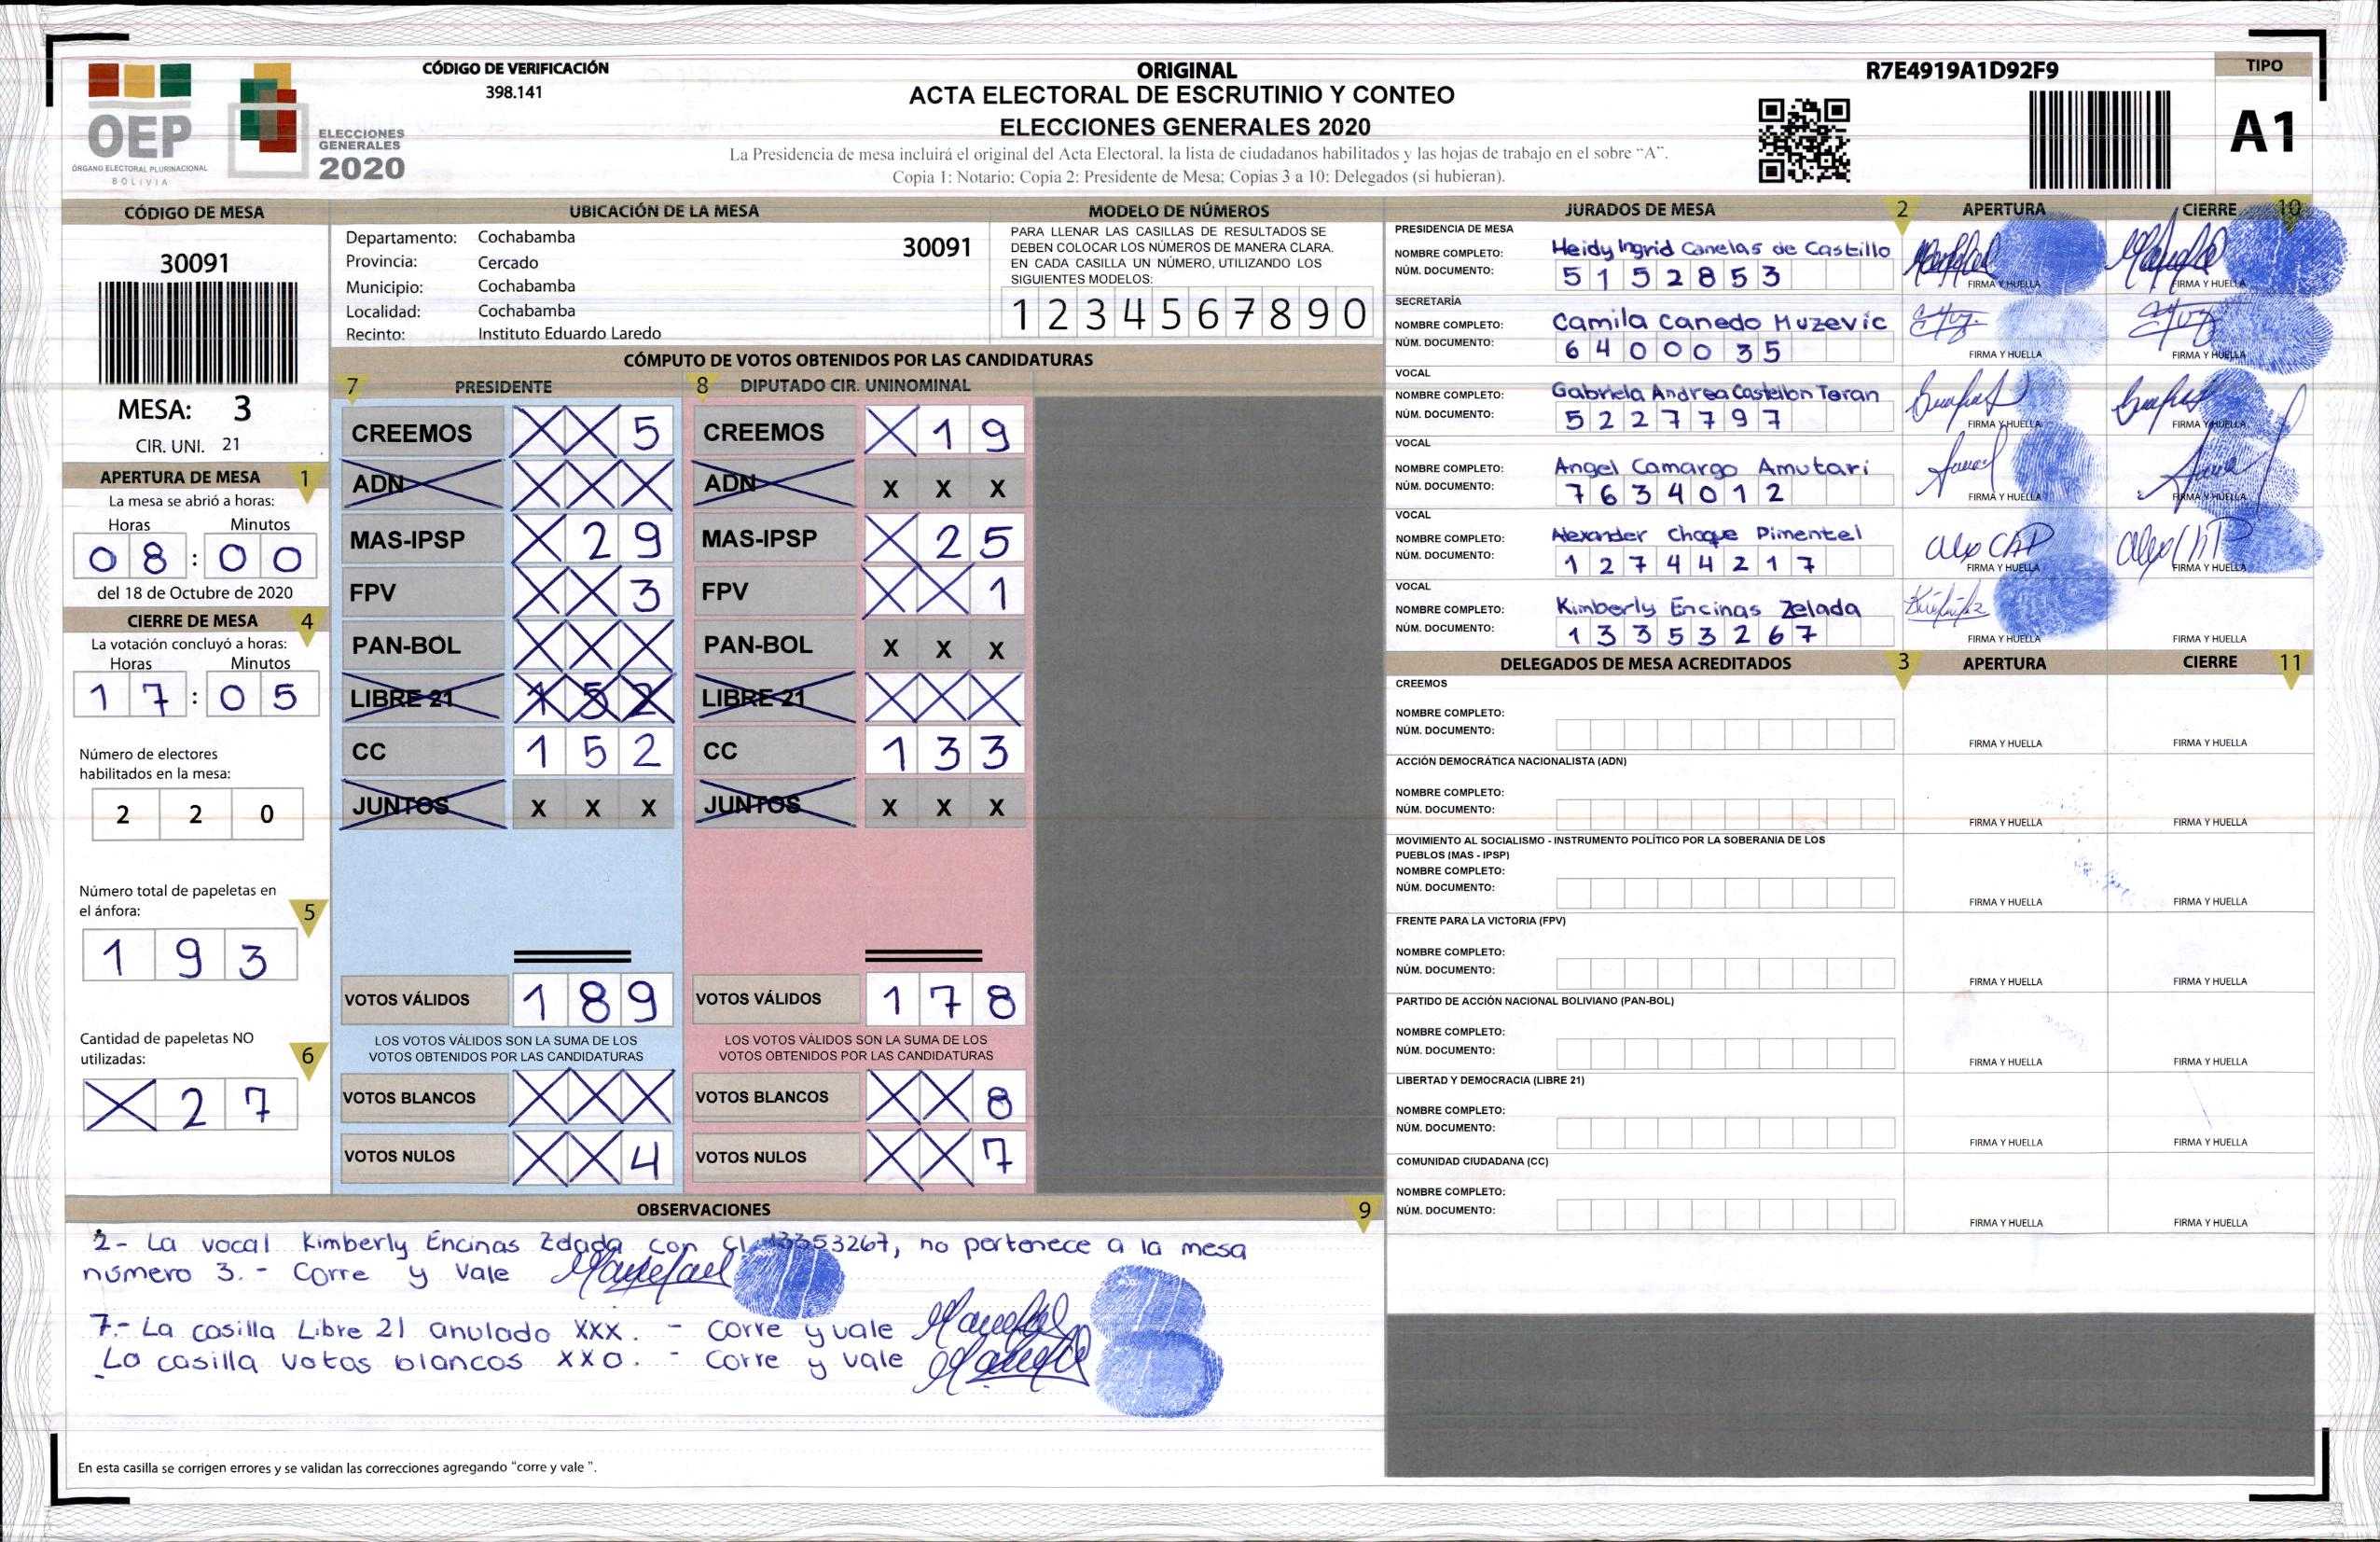 CÓDIGO DE VERIFICACIÓN
398.141
ORIGINAL
ACTA ELECTORAL DE ESCRUTINIO Y CONTEO
ELECCIONES GENERALES 2020
La Presidencia de mesa incluirá el original del Acta Electoral, la lista de ciudadanos habilitados y las hojas de trabajo en el sobre "A".
Copia 1: Notario; Copia 2: Presidente de Mesa; Copias 3 a 10: Delegados (si hubieran).
R7E4919A1D92F9
TIPO
A1
OEP
ÓRGANO ELECTORAL PLURINACIONAL
BOLIVIA
ELECCIONES
GENERALES
2020
CÓDIGO DE MESA
30091
MESA: 3
CIR. UNI. 21
APERTURA DE MESA 1
La mesa se abrió a horas:
Horas Minutos
08:00
del 18 de Octubre de 2020
CIERRE DE MESA 4
La votación concluyó a horas:
Horas Minutos
17:05
Número de electores
habilitados en la mesa:
2 2 0
Número total de papeletas en
el ánfora: 5
1 9 3
Cantidad de papeletas NO
utilizadas: 6
X 2 7
UBICACIÓN DE LA MESA
Departamento: Cochabamba 30091
Provincia: Cercado
Municipio: Cochabamba
Localidad: Cochabamba
Recinto: Instituto Eduardo Laredo
MODELO DE NÚMEROS
PARA LLENAR LAS CASILLAS DE RESULTADOS SE
DEBEN COLOCAR LOS NÚMEROS DE MANERA CLARA.
EN CADA CASILLA UN NÚMERO, UTILIZANDO LOS
SIGUIENTES MODELOS:
1 2 3 4 5 6 7 8 9 0
CÓMPUTO DE VOTOS OBTENIDOS POR LAS CANDIDATURAS
7 PRESIDENTE 8 DIPUTADO CIR. UNINOMINAL
CREEMOS X X 5 CREEMOS X 1 9
ADN X X X ADN X X X
MAS-IPSP X 2 9 MAS-IPSP X 2 5
FPV X X 3 FPV X X 1
PAN-BOL X X X PAN-BOL X X X
LIBRE 21 1 5 2 LIBRE 21 X X X
CC 1 5 2 CC 1 3 3
JUNTOS X X X JUNTOS X X X
VOTOS VÁLIDOS 1 8 9 VOTOS VÁLIDOS 1 7 8
LOS VOTOS VÁLIDOS SON LA SUMA DE LOS LOS VOTOS VÁLIDOS SON LA SUMA DE LOS
VOTOS OBTENIDOS POR LAS CANDIDATURAS VOTOS OBTENIDOS POR LAS CANDIDATURAS
VOTOS BLANCOS X X X VOTOS BLANCOS X X 8
VOTOS NULOS X X 4 VOTOS NULOS X X 7
JURADOS DE MESA 2 APERTURA CIERRE 10
PRESIDENCIA DE MESA
NOMBRE COMPLETO: Heidy Ingrid Canelas de Castillo
NÚM. DOCUMENTO: 5152853
FIRMA Y HUELLA FIRMA Y HUELLA
SECRETARÍA
NOMBRE COMPLETO: Camila Canedo Muzevic
NÚM. DOCUMENTO: 6400035
FIRMA Y HUELLA FIRMA Y HUELLA
VOCAL
NOMBRE COMPLETO: Gabriela Andrea Castellon Teran
NÚM. DOCUMENTO: 5227797
FIRMA Y HUELLA FIRMA Y HUELLA
VOCAL
NOMBRE COMPLETO: Angel Camargo Amutari
NÚM. DOCUMENTO: 7634012
FIRMA Y HUELLA FIRMA Y HUELLA
VOCAL
NOMBRE COMPLETO: Alexander Choque Pimentel
NÚM. DOCUMENTO: 12744217
FIRMA Y HUELLA FIRMA Y HUELLA
VOCAL
NOMBRE COMPLETO: Kimberly Encinas Zelada
NÚM. DOCUMENTO: 13353267
FIRMA Y HUELLA FIRMA Y HUELLA
DELEGADOS DE MESA ACREDITADOS 3 APERTURA CIERRE 11
CREEMOS
NOMBRE COMPLETO:
NÚM. DOCUMENTO:
FIRMA Y HUELLA FIRMA Y HUELLA
ACCIÓN DEMOCRÁTICA NACIONALISTA (ADN)
NOMBRE COMPLETO:
NÚM. DOCUMENTO:
FIRMA Y HUELLA FIRMA Y HUELLA
MOVIMIENTO AL SOCIALISMO - INSTRUMENTO POLÍTICO POR LA SOBERANIA DE LOS
PUEBLOS (MAS - IPSP)
NOMBRE COMPLETO:
NÚM. DOCUMENTO:
FIRMA Y HUELLA FIRMA Y HUELLA
FRENTE PARA LA VICTORIA (FPV)
NOMBRE COMPLETO:
NÚM. DOCUMENTO:
FIRMA Y HUELLA FIRMA Y HUELLA
PARTIDO DE ACCIÓN NACIONAL BOLIVIANO (PAN-BOL)
NOMBRE COMPLETO:
NÚM. DOCUMENTO:
FIRMA Y HUELLA FIRMA Y HUELLA
LIBERTAD Y DEMOCRACIA (LIBRE 21)
NOMBRE COMPLETO:
NÚM. DOCUMENTO:
FIRMA Y HUELLA FIRMA Y HUELLA
COMUNIDAD CIUDADANA (CC)
NOMBRE COMPLETO:
NÚM. DOCUMENTO:
FIRMA Y HUELLA FIRMA Y HUELLA
OBSERVACIONES 9
2- La vocal Kimberly Encinas Zelada con CI 13353267, no pertenece a la mesa
número 3.- Corre y Vale
7.- La casilla Libre 21 anulado XXX. - Corre y vale
La casilla votos blancos XX0. - Corre y vale
En esta casilla se corrigen errores y se validan las correcciones agregando "corre y vale ".